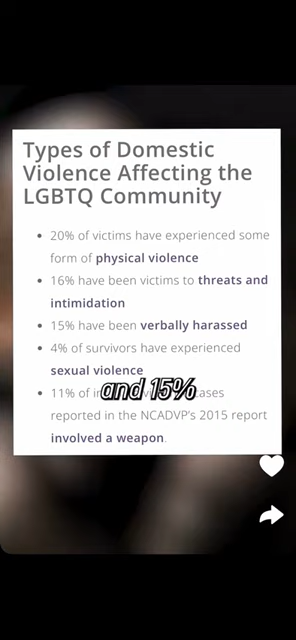 Types of Domestic
Violence Affecting the
LGBTQ Community
20% of victims have experienced some
form of physical violence
16% have been victims to threats and
intimidation
15% have been verbally harassed
4% of survivors have experienced
sexual violence
11% of
and 15%
reported in the NCADVP's 2015 report
involved a weapon.